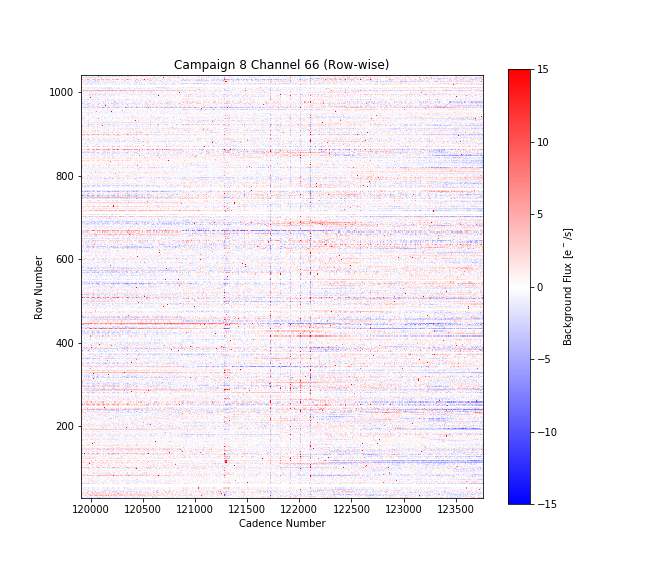 Campaign 8 Channel 66 (Row-wise)
1000
800
600
400
200
Row Number
120000 120500 121000 121500 122000 122500 123000 123500
Cadence Number
15
10
5
0
−5
−10
−15
Background Flux [e⁻/s]